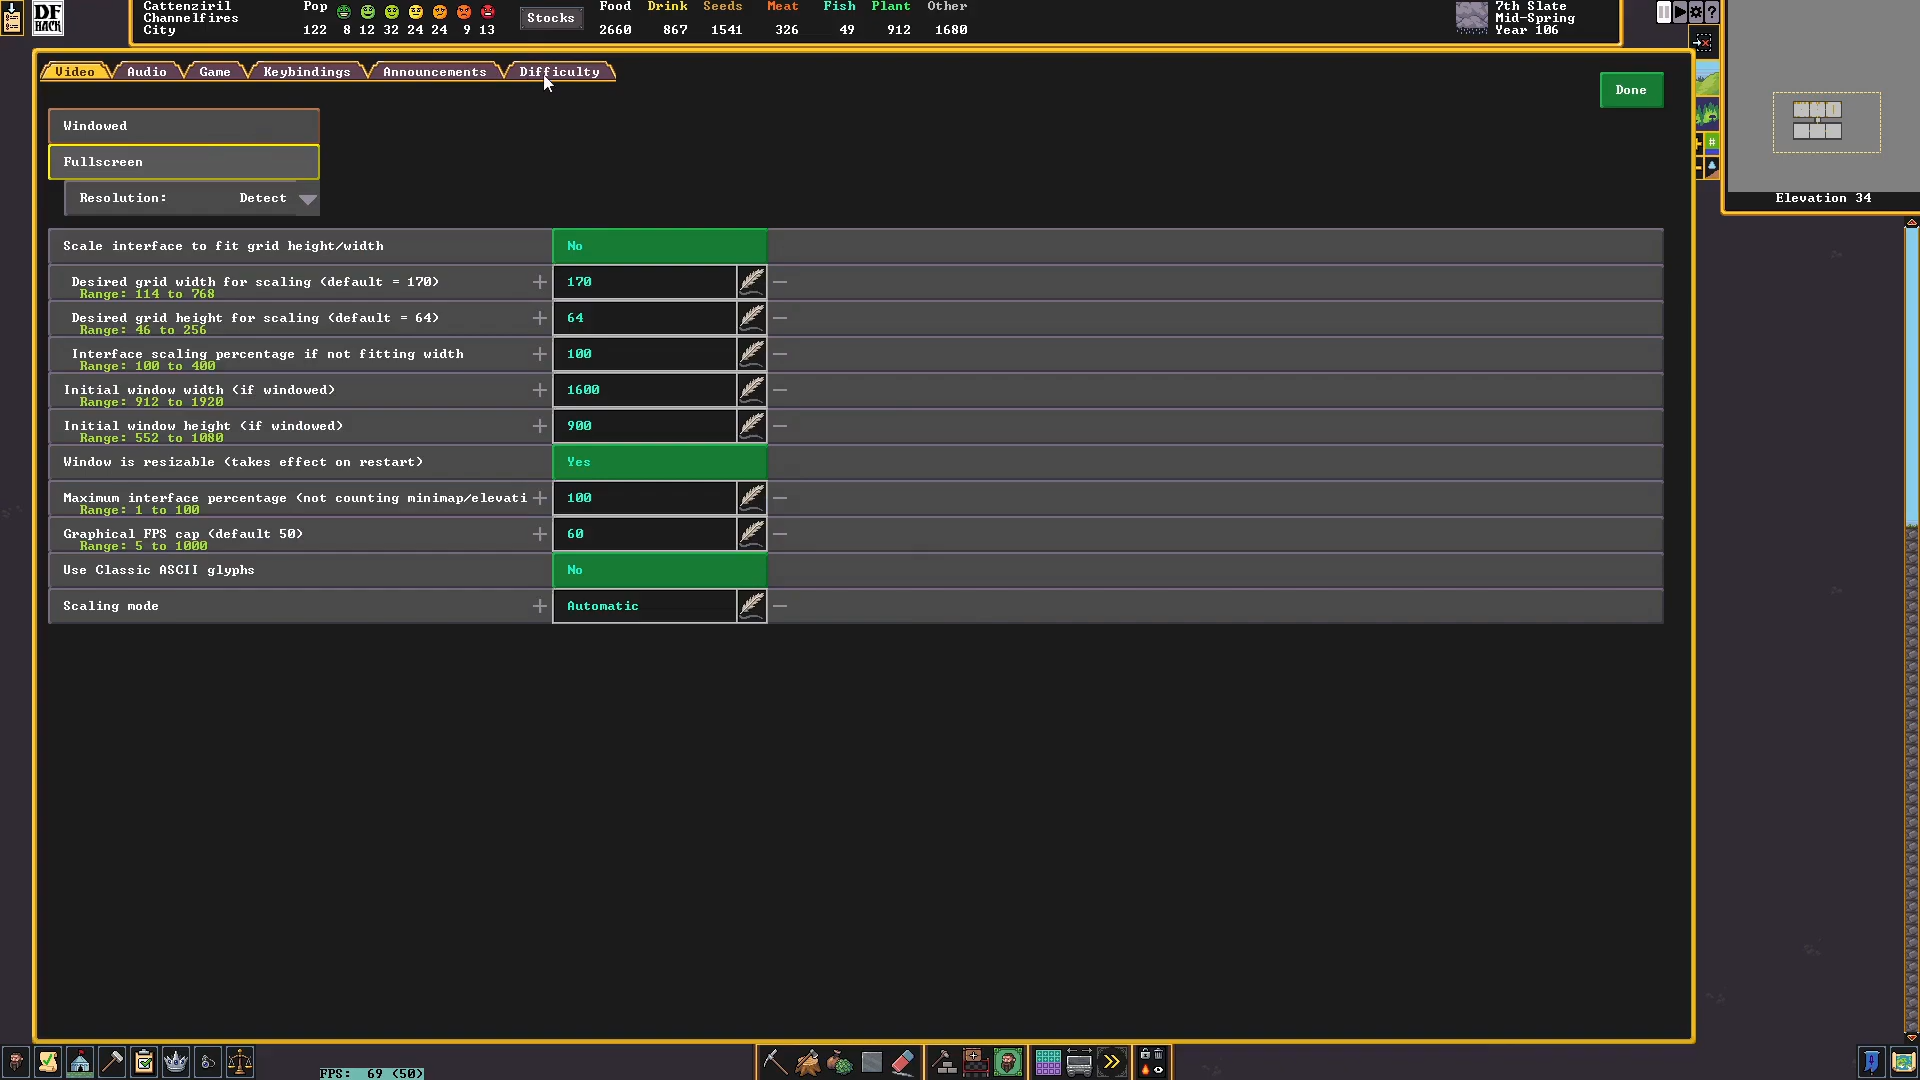 Cattenziril
Channelfires
City
Pop
122 8 12 32 24 24 9 13
Stocks
Food Drink Seeds Meat Fish Plant Other
2660 867 1541 326 49 912 1680
7th Slate
Mid-Spring
Year 106
DF
HACK
Video Audio Game Keybindings Announcements Difficulty
Done
Windowed
Fullscreen
Resolution: Detect
Elevation 34
Scale interface to fit grid height/width No
Desired grid width for scaling (default = 170) 170
Range: 114 to 768
Desired grid height for scaling (default = 64) 64
Range: 46 to 256
Interface scaling percentage if not fitting width 100
Range: 100 to 400
Initial window width (if windowed) 1600
Range: 912 to 1920
Initial window height (if windowed) 900
Range: 552 to 1080
Window is resizable (takes effect on restart) Yes
Maximum interface percentage (not counting minimap/elevati 100
Range: 1 to 100
Graphical FPS cap (default 50) 60
Range: 5 to 1000
Use Classic ASCII glyphs No
Scaling mode Automatic
FPS: 69 (50)